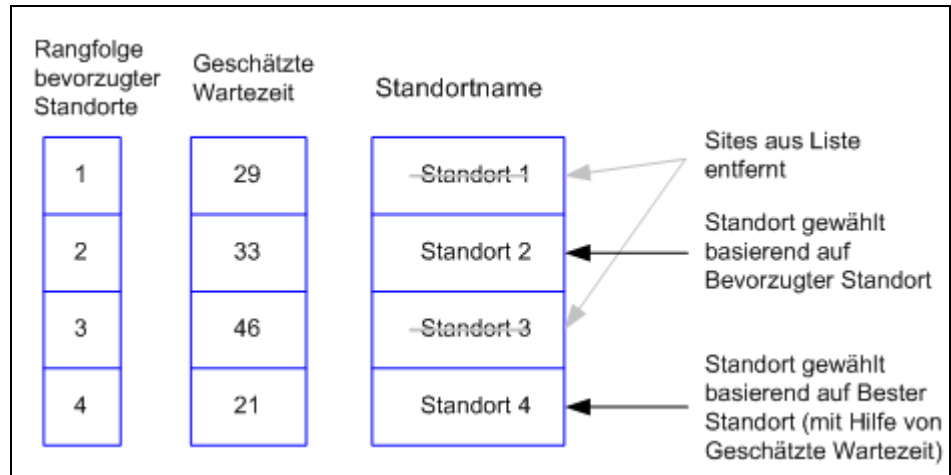 Rangfolge
bevorzugter
Standorte
Geschätzte
Wartezeit
Standortname
1
29
Standort 1
2
33
Standort 2
3
46
Standort 3
4
21
Standort 4
Sites aus Liste
entfernt
Standort gewählt
basierend auf
Bevorzugter Standort
Standort gewählt
basierend auf Bester
Standort (mit Hilfe von
Geschätzte Wartezeit)